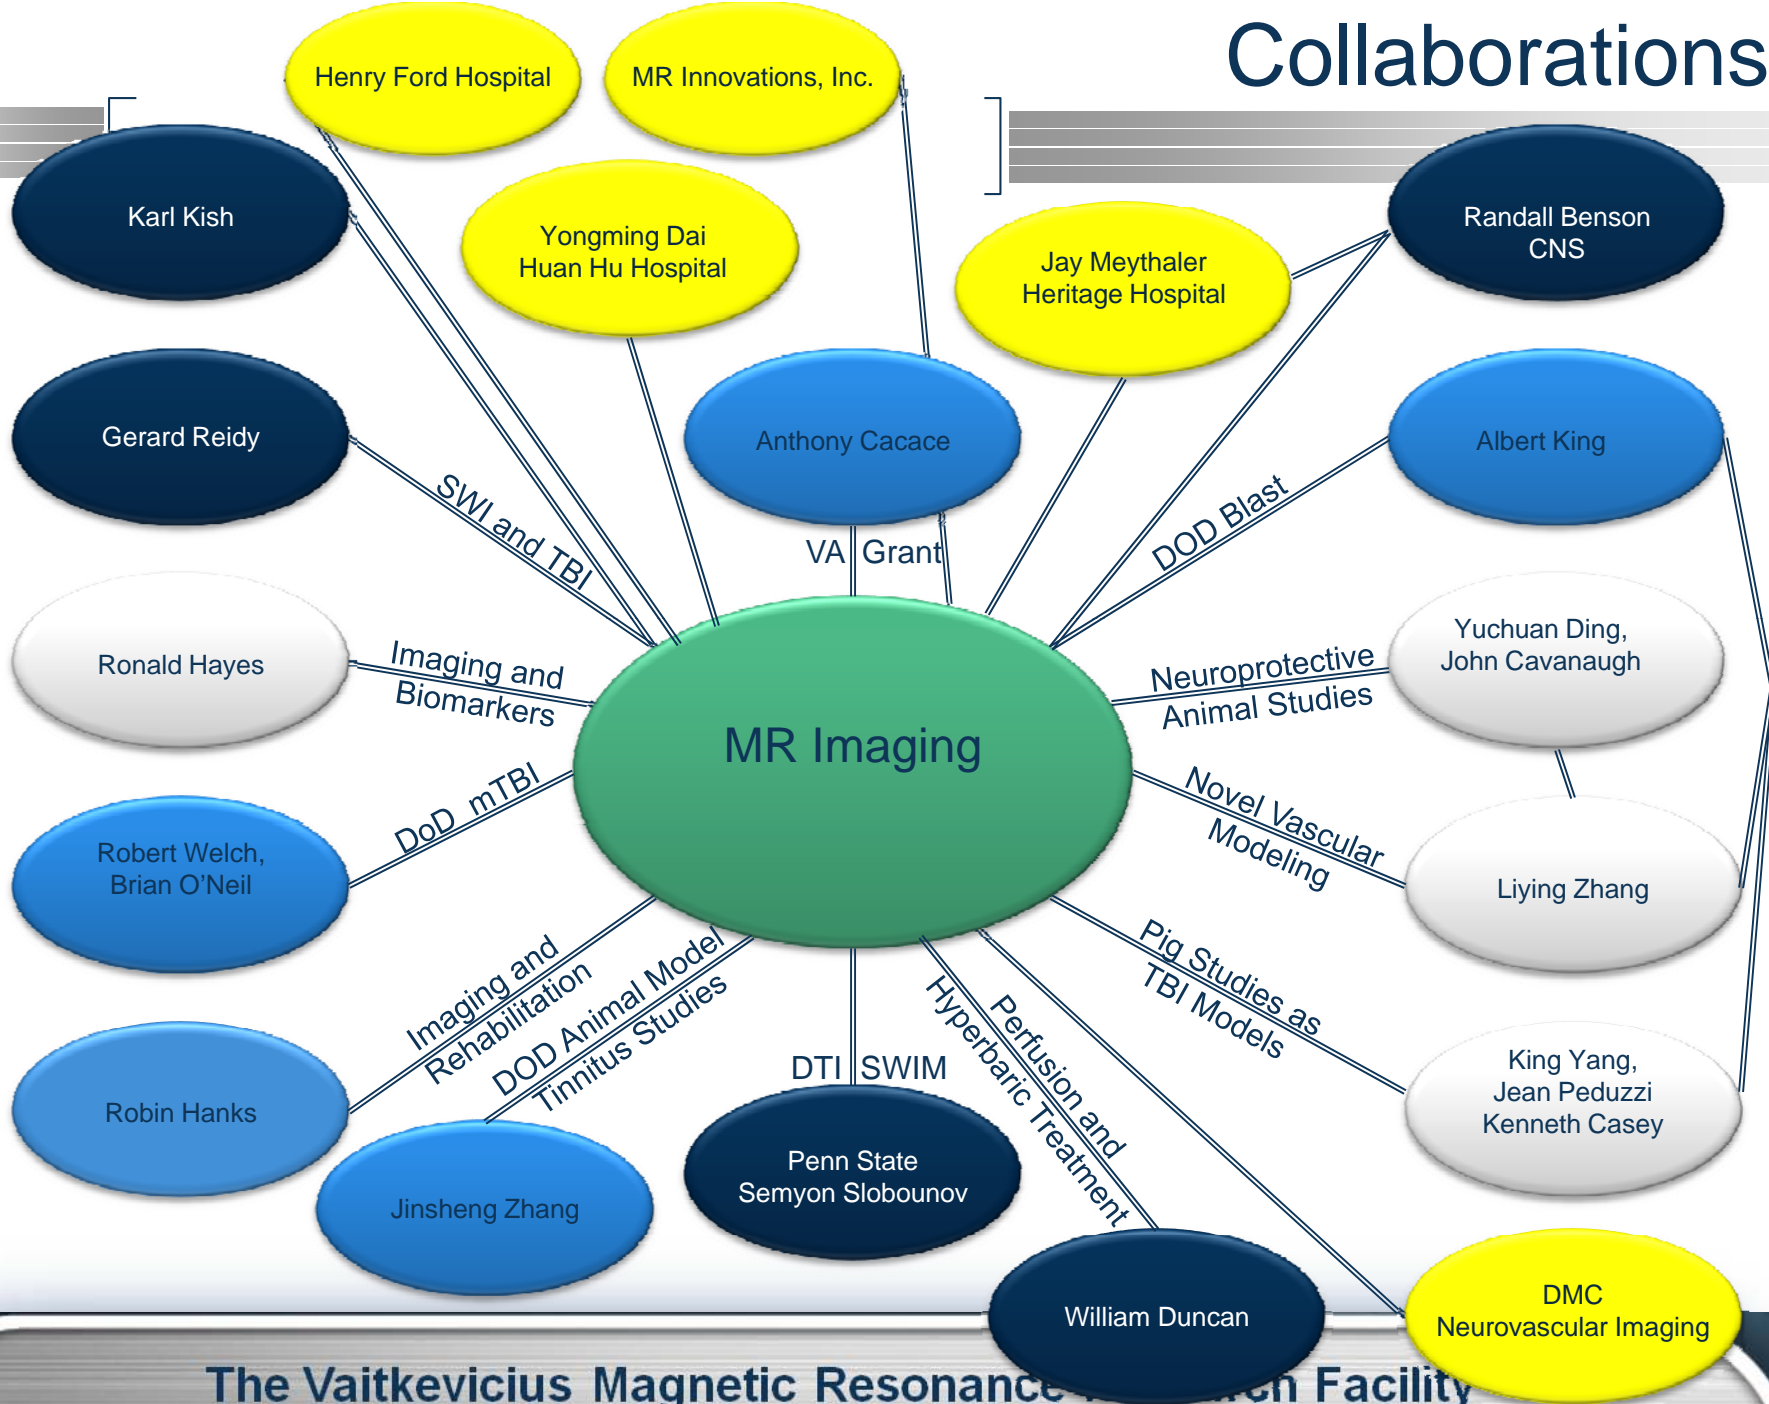 Collaborations
Henry Ford Hospital
MR Innovations, Inc.
Karl Kish
Yongming Dai
Huan Hu Hospital
Jay Meythaler
Heritage Hospital
Randall Benson
CNS
Gerard Reidy
Anthony Cacace
Albert King
SWI and TBI
VA Grant
DOD Blast
Ronald Hayes
Imaging and
Biomarkers
Neuroprotective
Animal Studies
Yuchuan Ding,
John Cavanaugh
MR Imaging
DoD mTBI
Novel Vascular
Modeling
Robert Welch,
Brian O'Neil
Liying Zhang
Imaging and
Rehabilitation
DOD Animal Model
Tinnitus Studies
DTI SWIM
Perfusion and
Hyperbaric Treatment
Pig Studies as
TBI Models
Robin Hanks
Jinsheng Zhang
Penn State
Semyon Slobounov
King Yang,
Jean Peduzzi
Kenneth Casey
William Duncan
DMC
Neurovascular Imaging
The Vaitkevicius Magnetic Resonance Facility